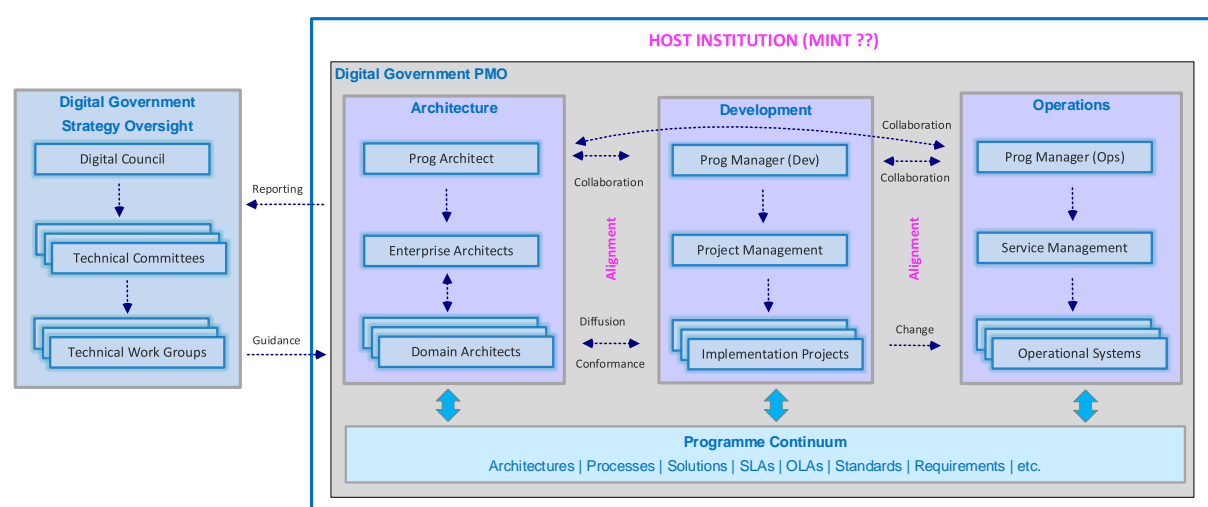 HOST INSTITUTION (MINT ??)
Digital Government PMO
Digital Government
Strategy Oversight
Digital Council
Technical Committees
Technical Work Groups
Reporting
Guidance
Architecture
Prog Architect
Enterprise Architects
Domain Architects
Collaboration
Alignment
Diffusion
Conformance
Development
Prog Manager (Dev)
Project Management
Implementation Projects
Collaboration
Collaboration
Alignment
Change
Operations
Prog Manager (Ops)
Service Management
Operational Systems
Programme Continuum
Architectures | Processes | Solutions | SLAs | OLAs | Standards | Requirements | etc.